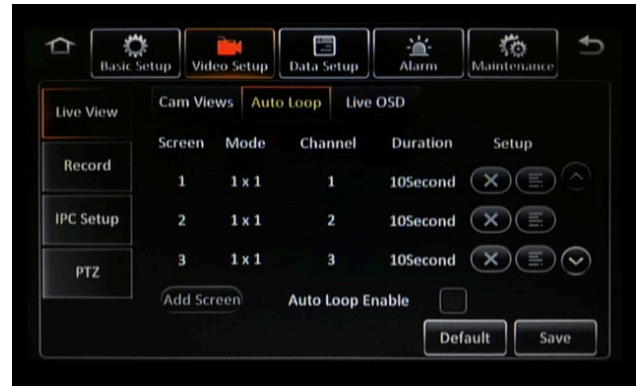 Basic Setup Video Setup Data Setup Alarm Maintenance
Live View
Record
IPC Setup
PTZ
Cam Views Auto Loop Live OSD
Screen Mode Channel Duration Setup
1 1 x 1 1 10Second
2 1 x 1 2 10Second
3 1 x 1 3 10Second
Add Screen Auto Loop Enable
Default Save